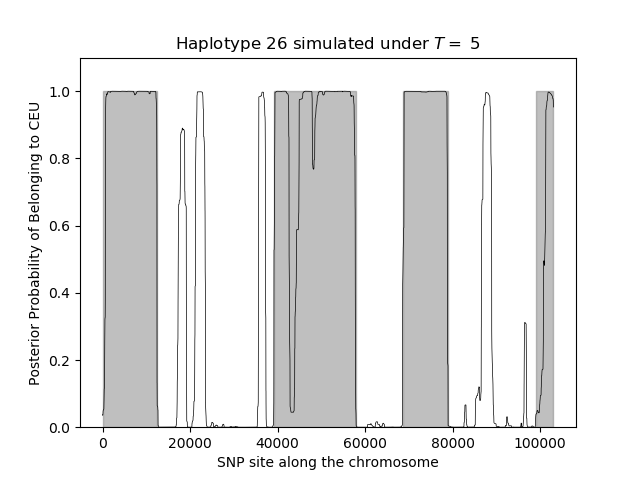 Haplotype 26 simulated under T = 5
Posterior Probability of Belonging to CEU
1.0
0.8
0.6
0.4
0.2
0.0
0 20000 40000 60000 80000 100000
SNP site along the chromosome